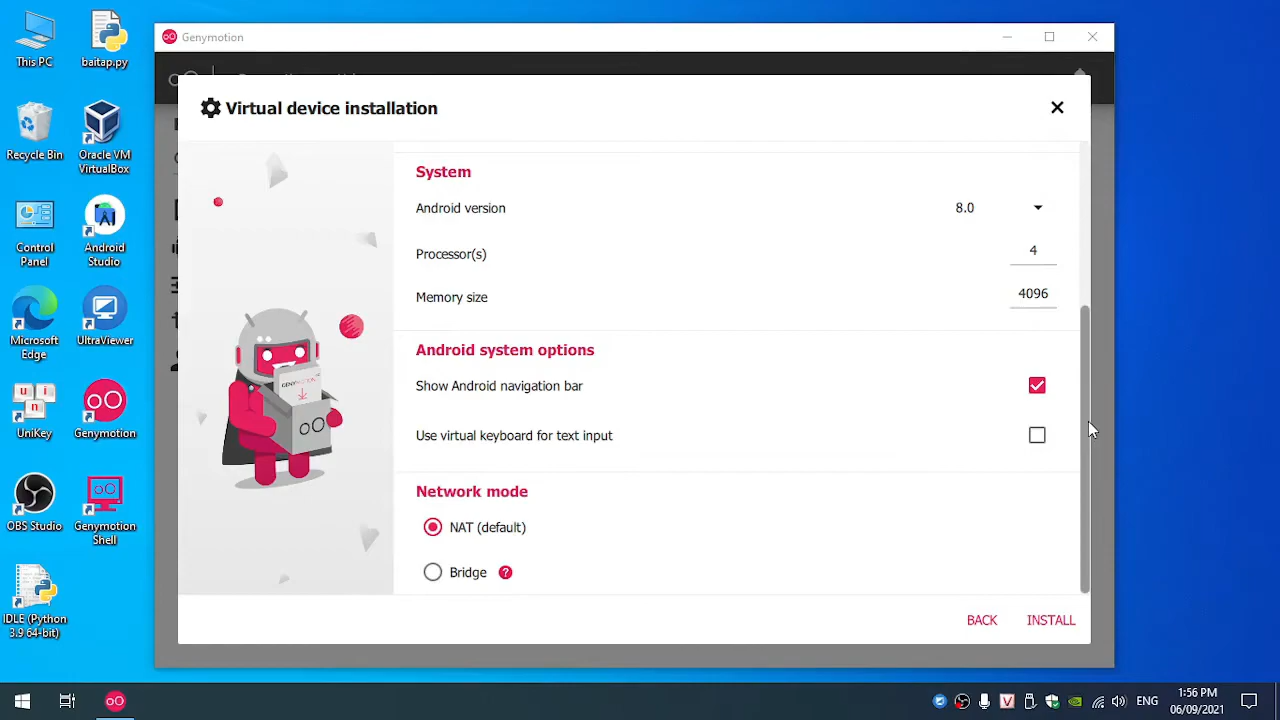 This PC
baitap.py
Recycle Bin
Oracle VM
VirtualBox
Control
Panel
Android
Studio
Microsoft
Edge
UltraViewer
UniKey
Genymotion
OBS Studio
Genymotion
Shell
IDLE (Python
3.9 64-bit)
Genymotion
Virtual device installation
System
Android version
8.0
Processor(s)
4
Memory size
4096
Android system options
Show Android navigation bar
Use virtual keyboard for text input
Network mode
NAT (default)
Bridge ?
BACK
INSTALL
ENG
1:56 PM
06/09/2021